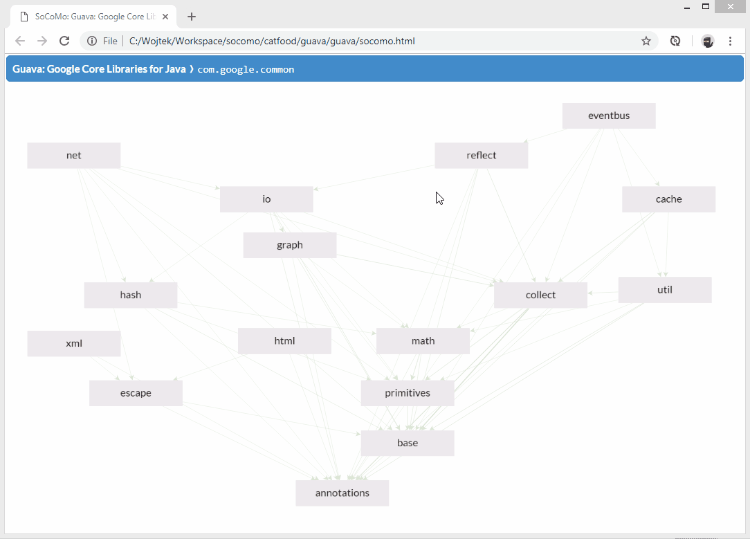 SoCoMo: Guava: Google Core Lib
File
C:/Wojtek/Workspace/socomo/catfood/guava/guava/socomo.html
Guava: Google Core Libraries for Java ⟩ com.google.common
eventbus
net
reflect
io
cache
graph
hash
collect
util
xml
html
math
escape
primitives
base
annotations